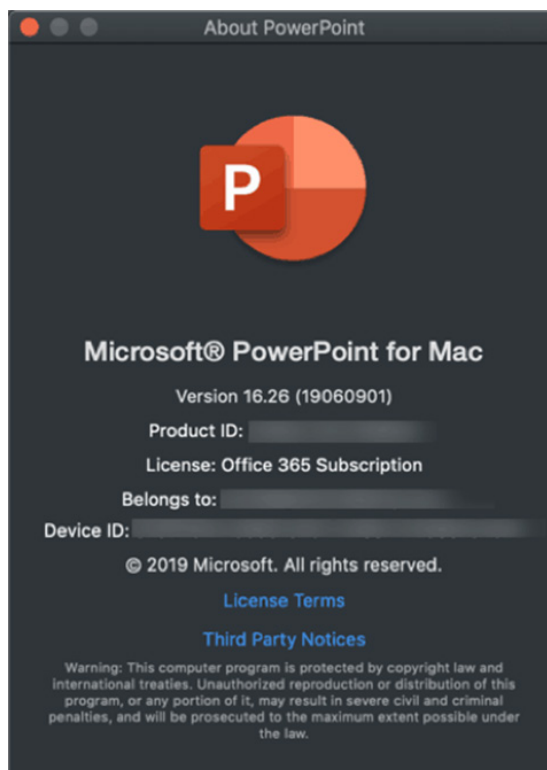 About PowerPoint
P
Microsoft® PowerPoint for Mac
Version 16.26 (19060901)
Product ID:
License: Office 365 Subscription
Belongs to:
Device ID:
© 2019 Microsoft. All rights reserved.
License Terms
Third Party Notices
Warning: This computer program is protected by copyright law and
international treaties. Unauthorized reproduction or distribution of this
program, or any portion of it, may result in severe civil and criminal
penalties, and will be prosecuted to the maximum extent possible under
the law.